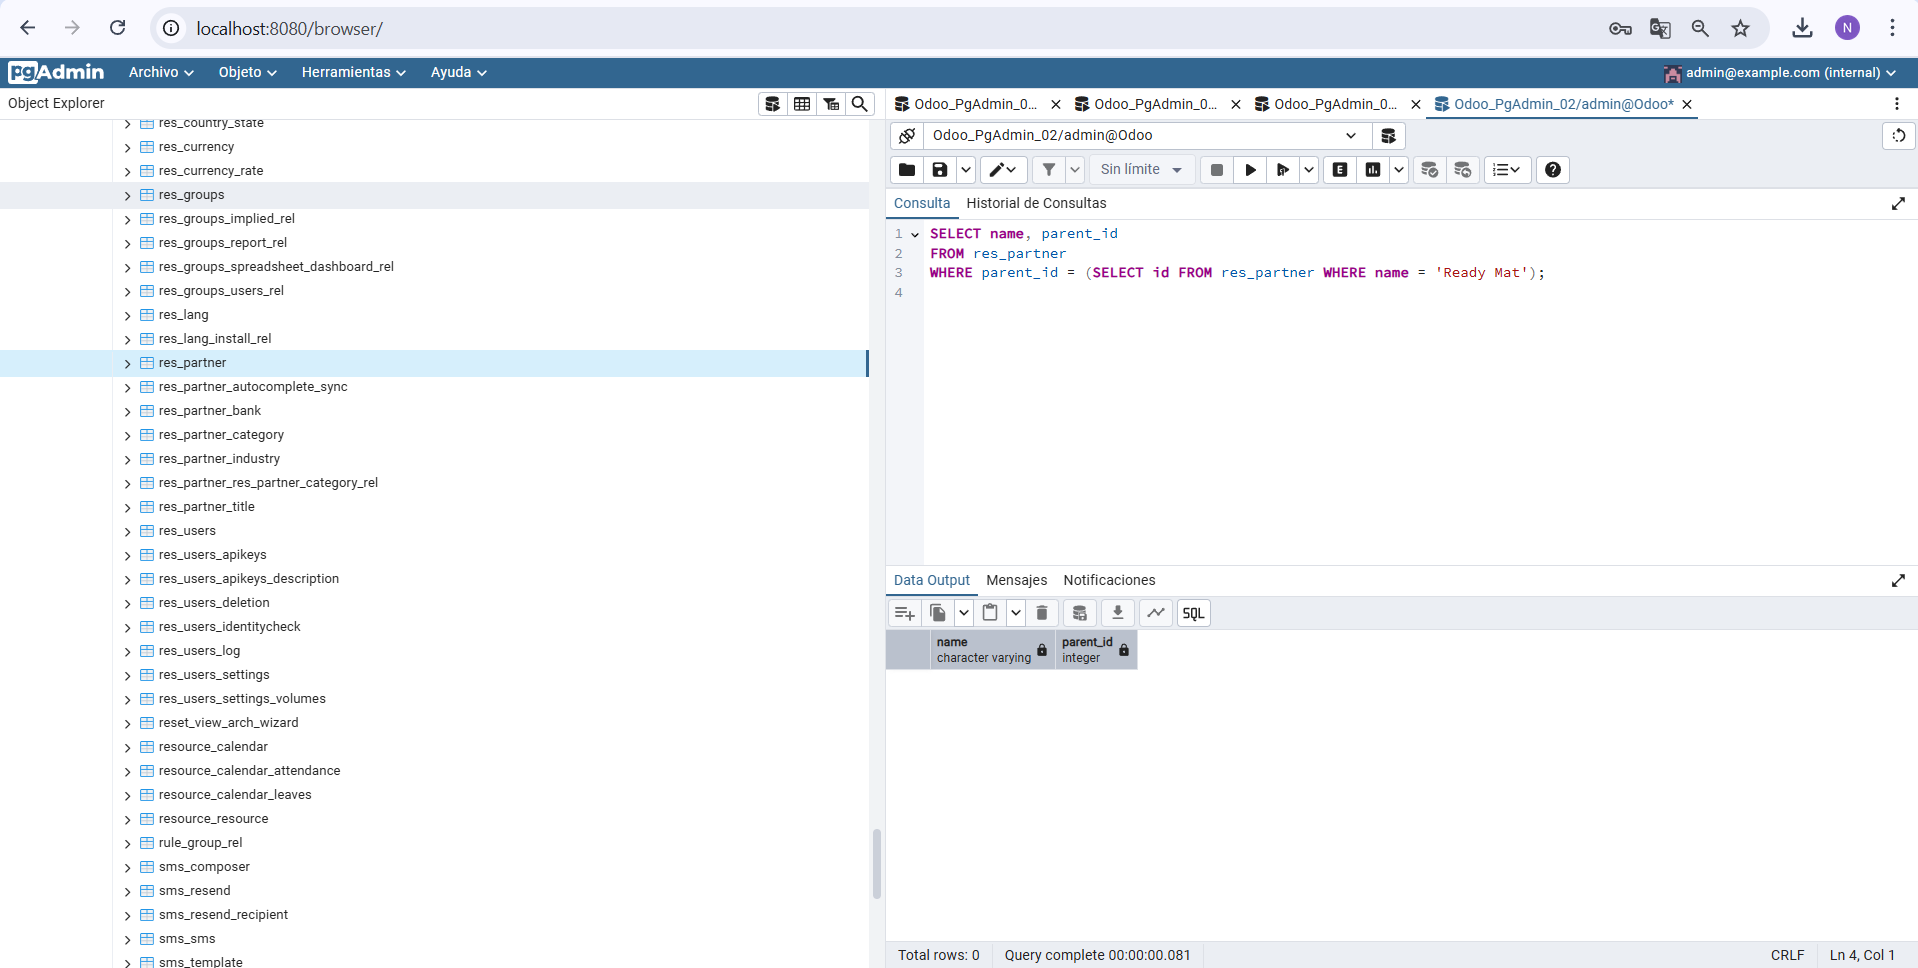 localhost:8080/browser/
N
pgAdmin
Archivo
Objeto
Herramientas
Ayuda
admin@example.com (internal)
Object Explorer
res_country_state
res_currency
res_currency_rate
res_groups
res_groups_implied_rel
res_groups_report_rel
res_groups_spreadsheet_dashboard_rel
res_groups_users_rel
res_lang
res_lang_install_rel
res_partner
res_partner_autocomplete_sync
res_partner_bank
res_partner_category
res_partner_industry
res_partner_res_partner_category_rel
res_partner_title
res_users
res_users_apikeys
res_users_apikeys_description
res_users_deletion
res_users_identitycheck
res_users_log
res_users_settings
res_users_settings_volumes
reset_view_arch_wizard
resource_calendar
resource_calendar_attendance
resource_calendar_leaves
resource_resource
rule_group_rel
sms_composer
sms_resend
sms_resend_recipient
sms_sms
sms_template
Odoo_PgAdmin_0...
Odoo_PgAdmin_0...
Odoo_PgAdmin_0...
Odoo_PgAdmin_02/admin@Odoo*
Odoo_PgAdmin_02/admin@Odoo
Sin límite
E
Consulta
Historial de Consultas
1 SELECT name, parent_id
2 FROM res_partner
3 WHERE parent_id = (SELECT id FROM res_partner WHERE name = 'Ready Mat');
4
Data Output
Mensajes
Notificaciones
SQL
name
character varying
parent_id
integer
Total rows: 0
Query complete 00:00:00.081
CRLF
Ln 4, Col 1